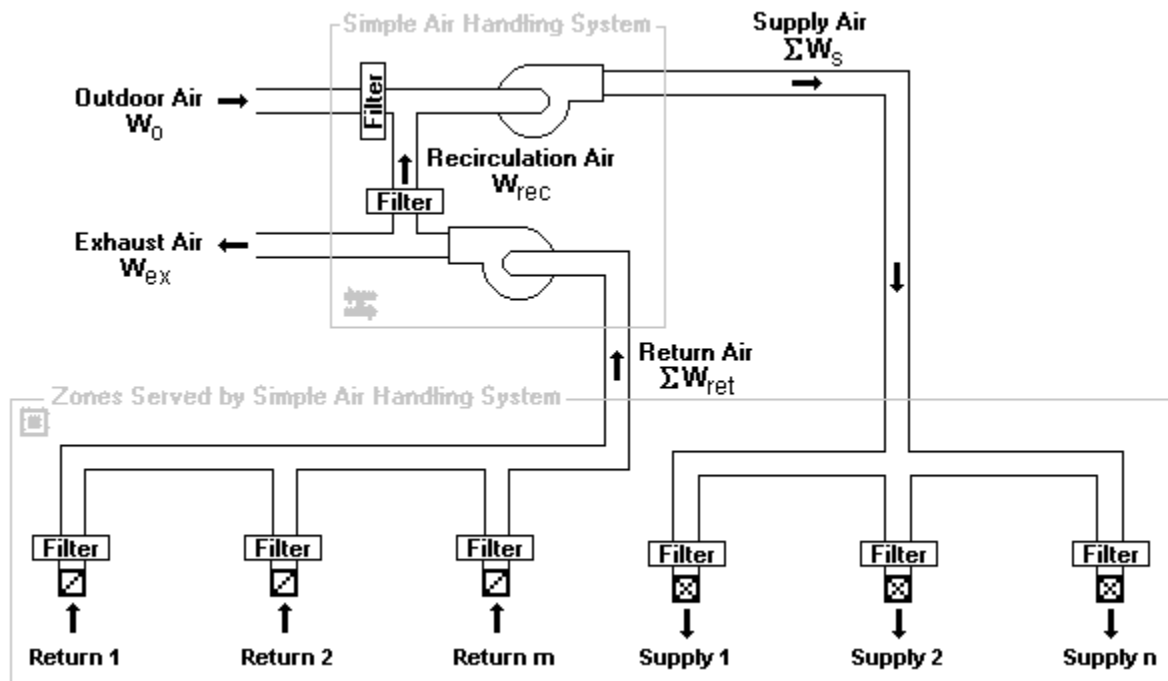 Simple Air Handling System
Supply Air
ΣWs
Outdoor Air
Wo
Filter
Recirculation Air
Wrec
Filter
Exhaust Air
Wex
Return Air
ΣWret
Zones Served by Simple Air Handling System
Filter Filter Filter Filter Filter Filter
Return 1 Return 2 Return m Supply 1 Supply 2 Supply n